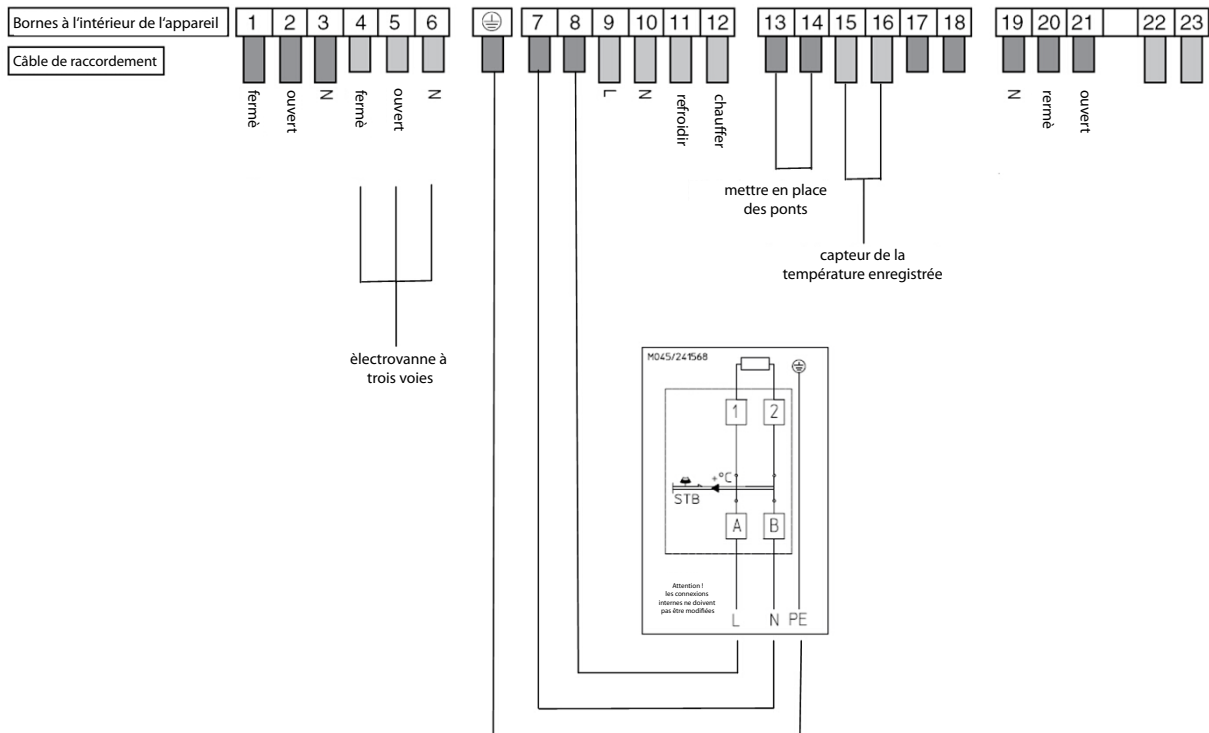 Bornes à l'intérieur de l'appareil
1 2 3 4 5 6 7 8 9 10 11 12 13 14 15 16 17 18 19 20 21 22 23
Câble de raccordement
fermè
ouvert
N
fermè
ouvert
N
L
N
refroidir
chauffer
N
rermè
ouvert
mettre en place
des ponts
capteur de la
température enregistrée
èlectrovanne à
trois voies
M045/241568
1 2
+°C
STB
A B
Attention !
les connexions
internes ne doivent
pas être modifiées
L N PE